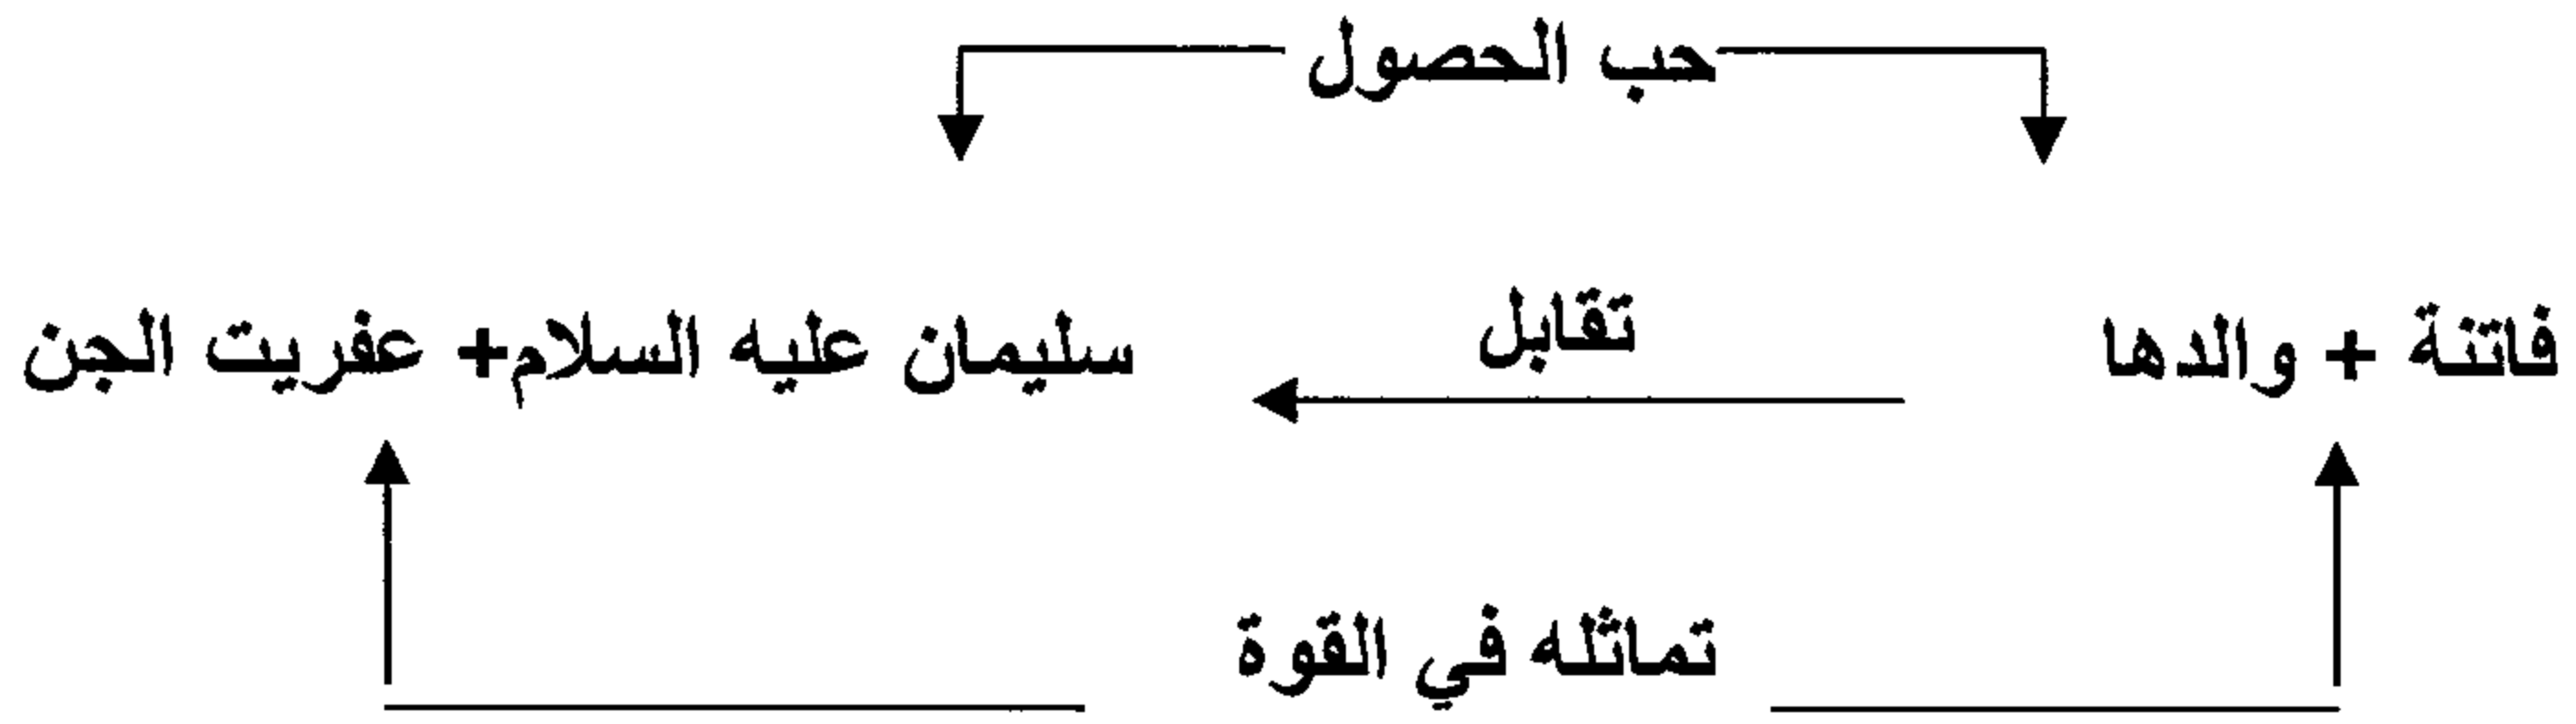 حب الحصول
فاتنة + والدها
تقابل
سليمان عليه السلام+ عفريت الجن
تماثله في القوة